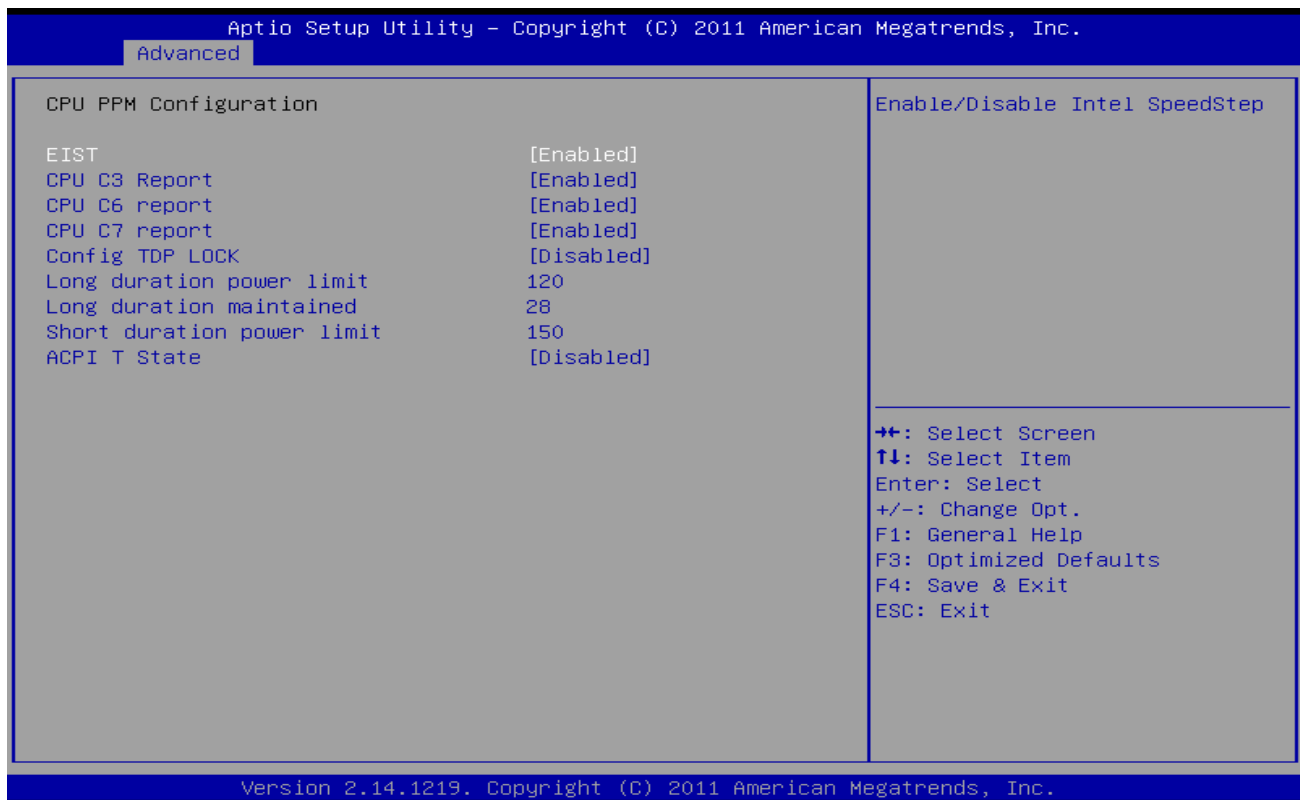 Aptio Setup Utility – Copyright (C) 2011 American Megatrends, Inc.
Advanced
CPU PPM Configuration
EIST [Enabled]
CPU C3 Report [Enabled]
CPU C6 report [Enabled]
CPU C7 report [Enabled]
Config TDP LOCK [Disabled]
Long duration power limit 120
Long duration maintained 28
Short duration power limit 150
ACPI T State [Disabled]
Enable/Disable Intel SpeedStep
→←: Select Screen
↑↓: Select Item
Enter: Select
+/-: Change Opt.
F1: General Help
F3: Optimized Defaults
F4: Save & Exit
ESC: Exit
Version 2.14.1219. Copyright (C) 2011 American Megatrends, Inc.